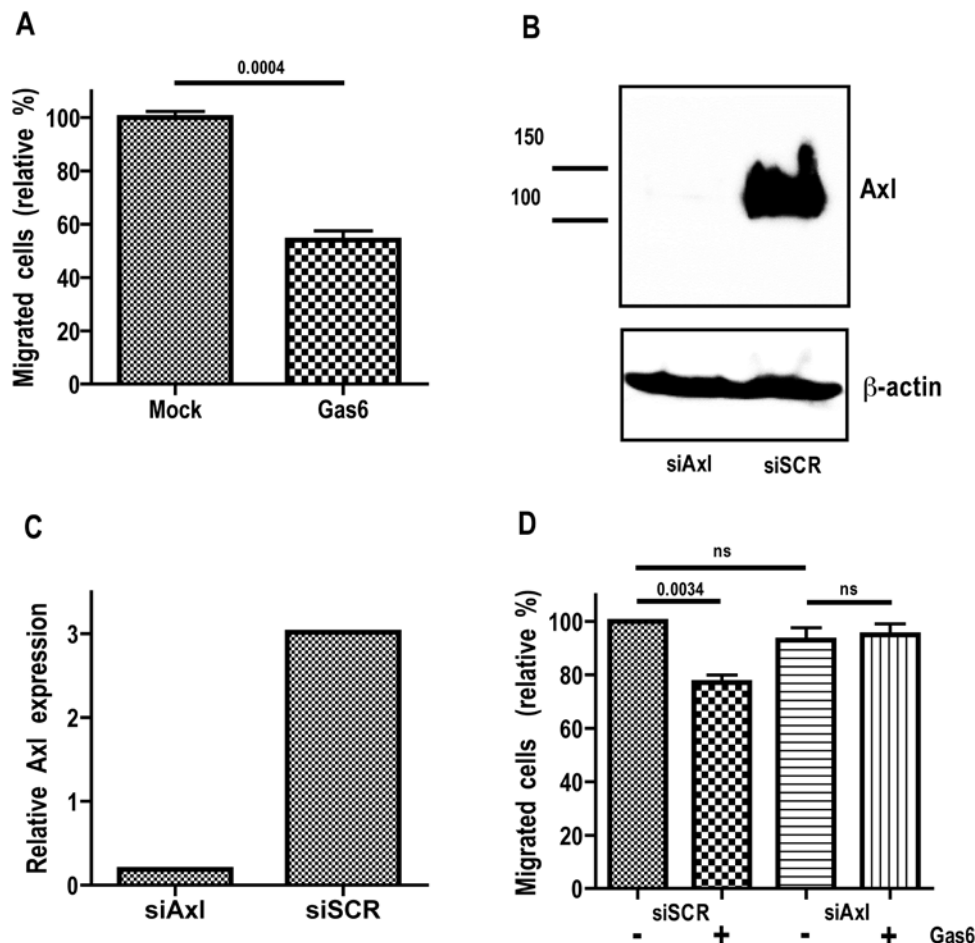 A
0.0004
Migrated cells (relative %)
100
80
60
40
20
0
Mock
Gas6
B
150
100
Axl
β-actin
siAxl
siSCR
C
Relative Axl expression
3
2
1
0
siAxl
siSCR
D
ns
0.0034
ns
Migrated cells (relative %)
100
80
60
40
20
0
siSCR
siAxl
- + - + Gas6